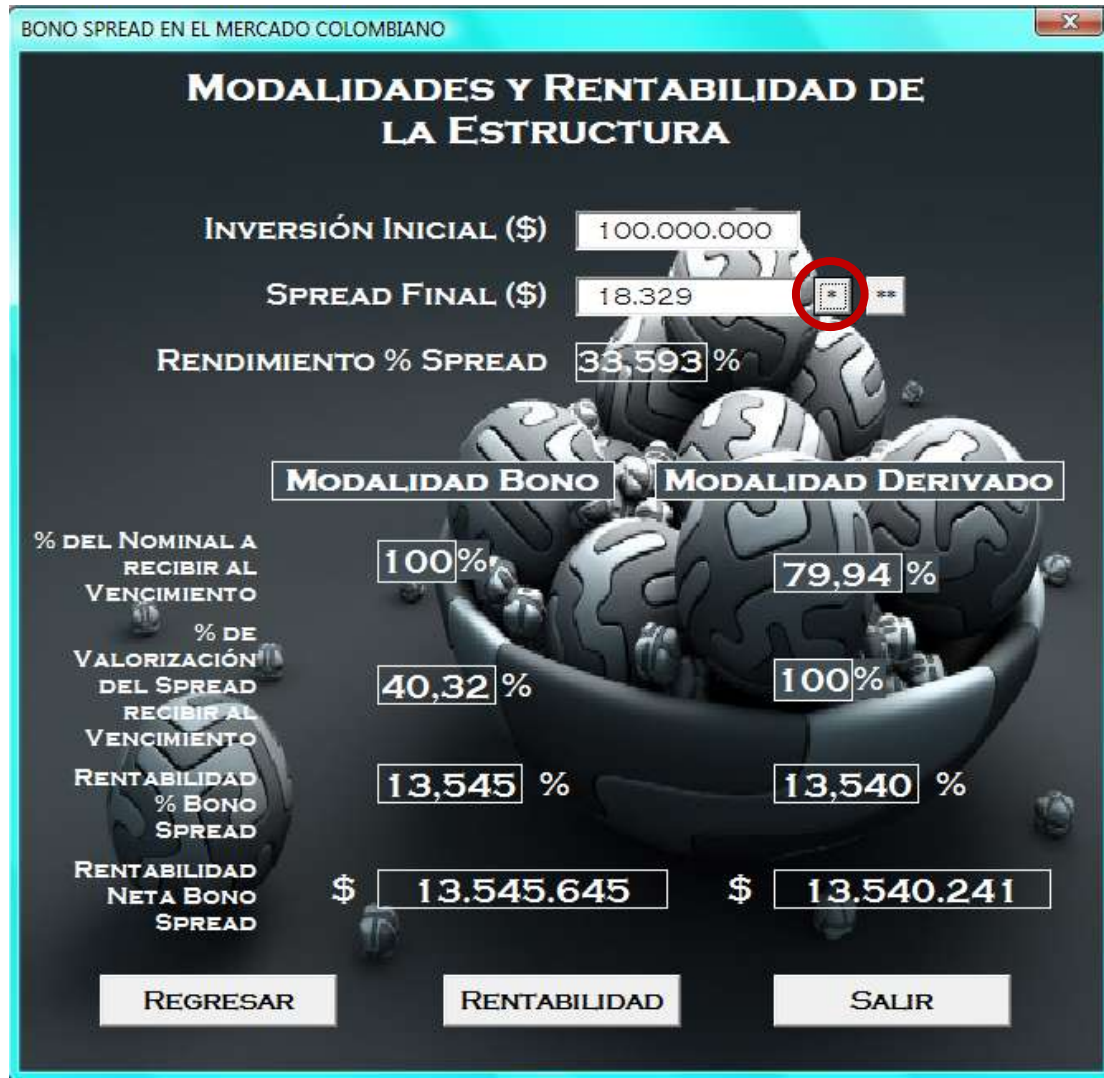 BONO SPREAD EN EL MERCADO COLOMBIANO
MODALIDADES Y RENTABILIDAD DE
LA ESTRUCTURA
INVERSIÓN INICIAL ($) 100.000.000
SPREAD FINAL ($) 18.329 * **
RENDIMIENTO % SPREAD 33,593 %
MODALIDAD BONO MODALIDAD DERIVADO
% DEL NOMINAL A
RECIBIR AL
VENCIMIENTO
100 % 79,94 %
% DE
VALORIZACIÓN
DEL SPREAD
RECIBIR AL
VENCIMIENTO
40,32 % 100 %
RENTABILIDAD
% BONO
SPREAD
13,545 % 13,540 %
RENTABILIDAD
NETA BONO
SPREAD
$ 13.545.645 $ 13.540.241
REGRESAR RENTABILIDAD SALIR